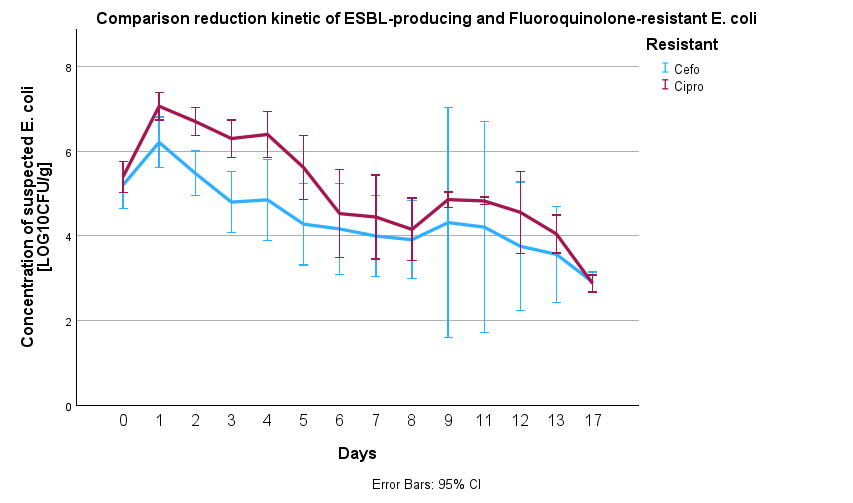 Comparison reduction kinetic of ESBL-producing and Fluoroquinolone-resistant E. coli
Resistant
Cefo
Cipro
Concentration of suspected E. coli
[LOG10CFU/g]
8
6
4
2
0
0 1 2 3 4 5 6 7 8 9 11 12 13 17
Days
Error Bars: 95% CI